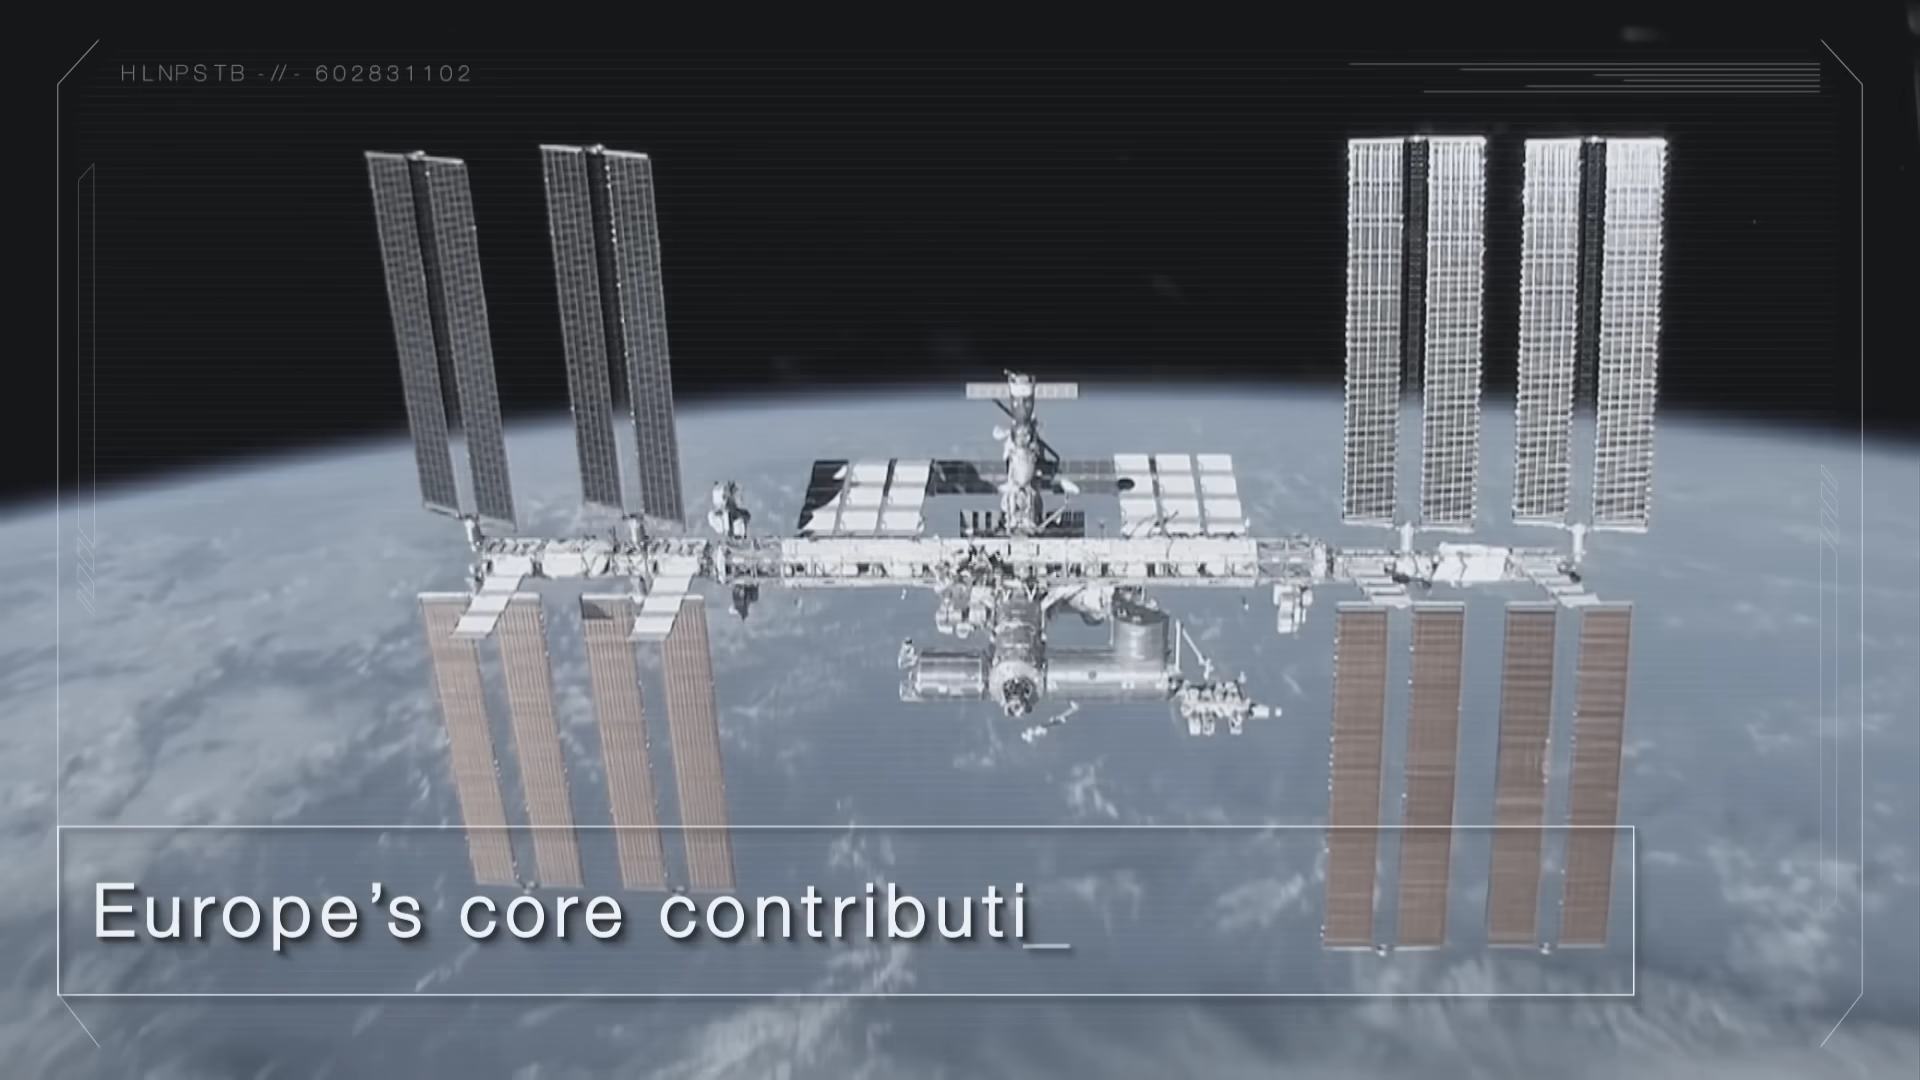 HLNPSTB -//- 602831102
Europe’s core contributi_